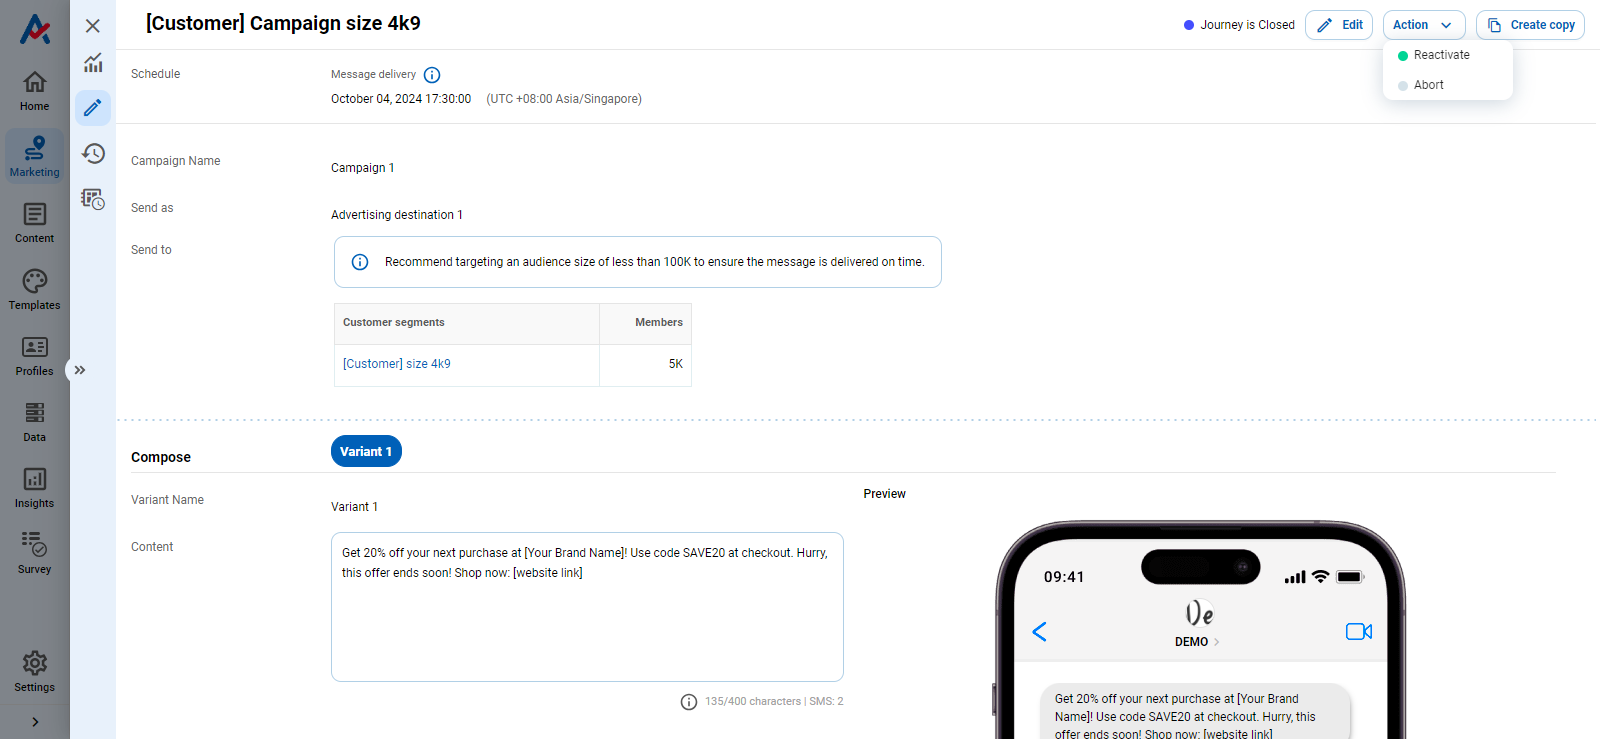 [Customer] Campaign size 4k9
Journey is Closed
Edit
Action
Create copy
Reactivate
Abort
Home
Marketing
Content
Templates
Profiles
Data
Insights
Survey
Settings
Schedule
Message delivery
October 04, 2024 17:30:00 (UTC +08:00 Asia/Singapore)
Campaign Name
Campaign 1
Send as
Advertising destination 1
Send to
Recommend targeting an audience size of less than 100K to ensure the message is delivered on time.
Customer segments Members
[Customer] size 4k9 5K
Compose
Variant 1
Variant Name
Variant 1
Content
Get 20% off your next purchase at [Your Brand Name]! Use code SAVE20 at checkout. Hurry,
this offer ends soon! Shop now: [website link]
135/400 characters | SMS: 2
Preview
09:41
De
DEMO
Get 20% off your next purchase at [Your Brand
Name]! Use code SAVE20 at checkout. Hurry, this
offer ends soon! Shop now: [website link]